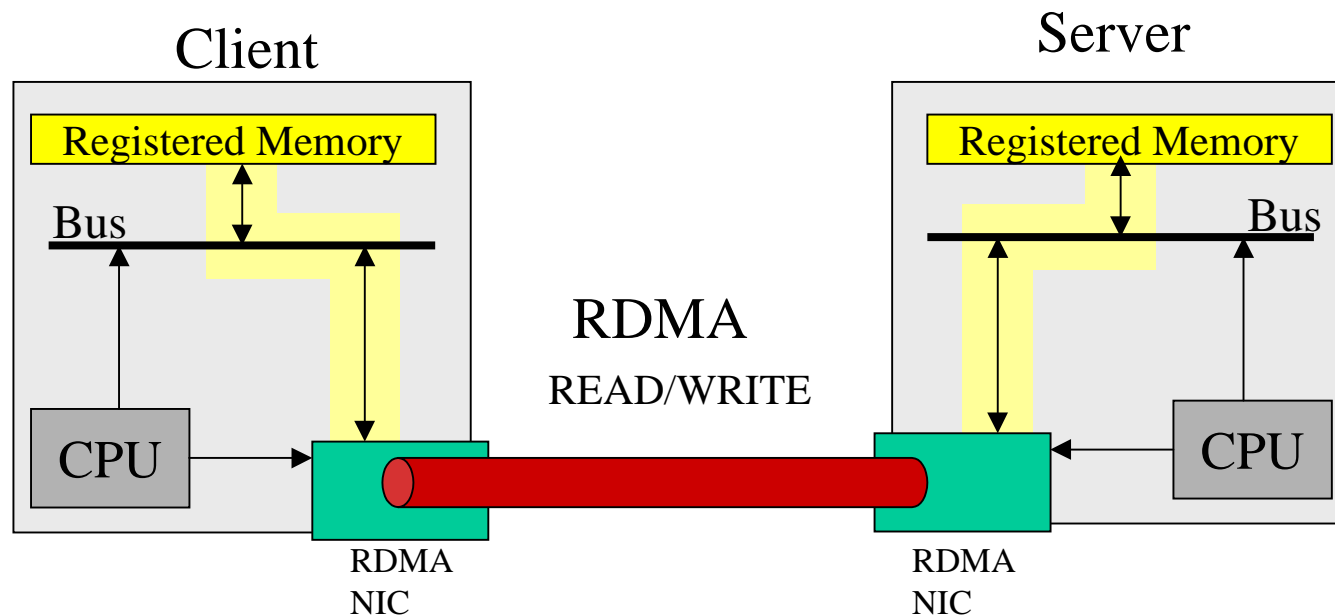 Client
Server
Registered Memory
Registered Memory
Bus
Bus
RDMA
READ/WRITE
CPU
CPU
RDMA
NIC
RDMA
NIC